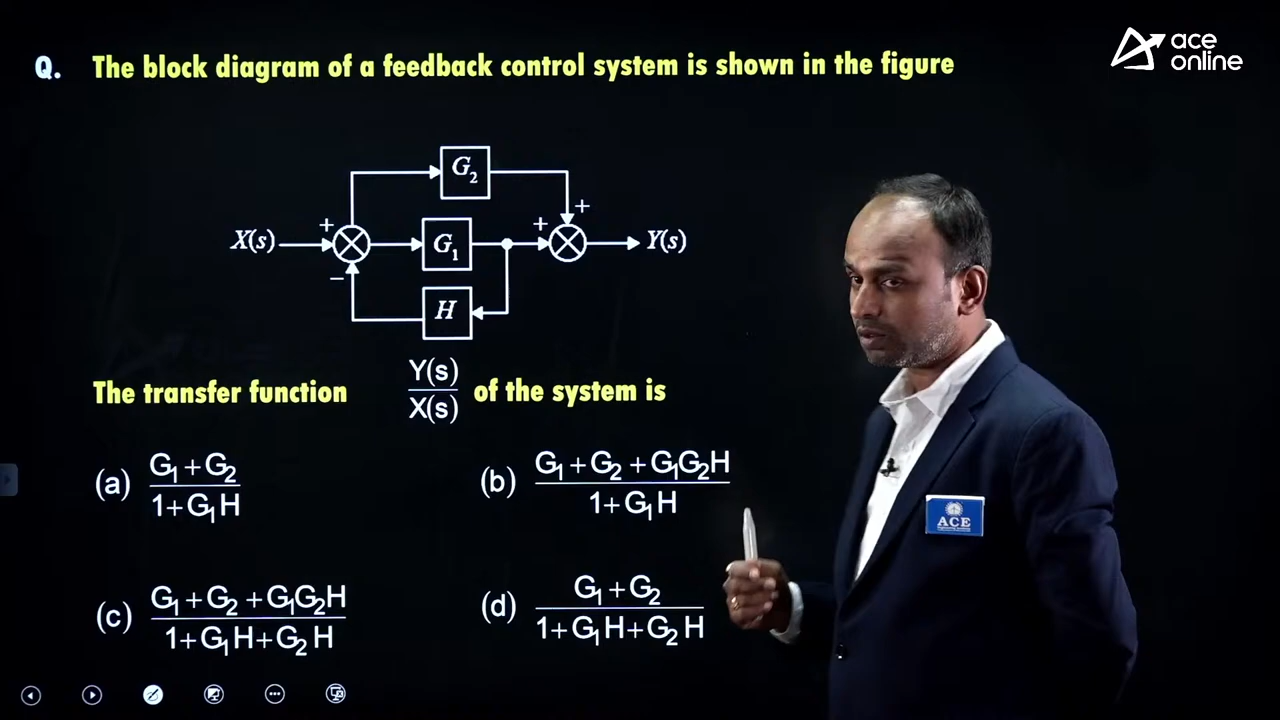 Q. The block diagram of a feedback control system is shown in the figure
ace
online
G₂
+
+
+
X(s)
G₁
Y(s)
−
H
The transfer function Y(s)/X(s) of the system is
(a) G₁+G₂ / 1+G₁H
(b) G₁+G₂+G₁G₂H / 1+G₁H
(c) G₁+G₂+G₁G₂H / 1+G₁H+G₂H
(d) G₁+G₂ / 1+G₁H+G₂H
ACE